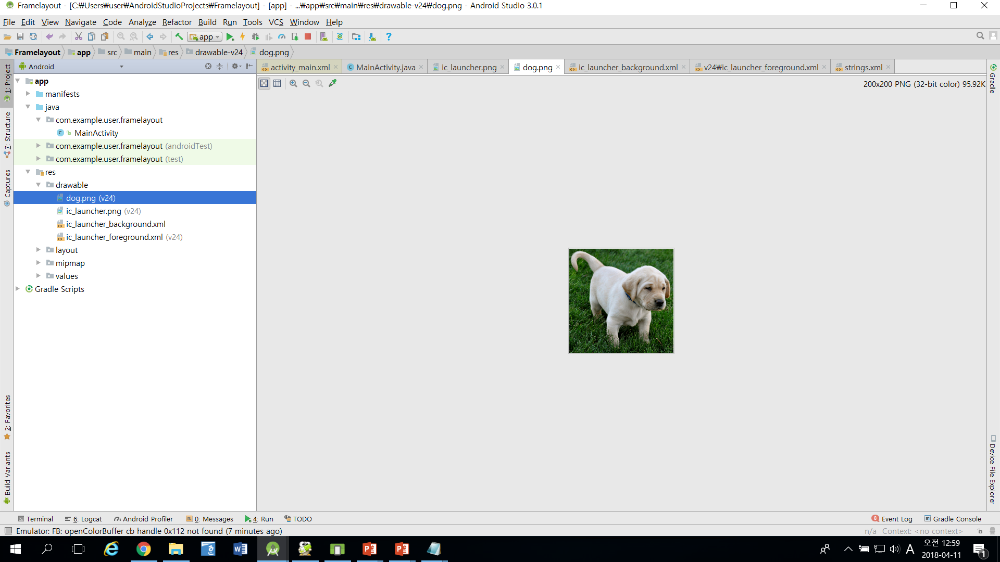 Framelayout - [C:₩Users₩user₩AndroidStudioProjects₩Framelayout] - [app] - ...₩app₩src₩main₩res₩drawable-v24₩dog.png - Android Studio 3.0.1
File Edit View Navigate Code Analyze Refactor Build Run Tools VCS Window Help
app
Framelayout app src main res drawable-v24 dog.png
Android
activity_main.xml MainActivity.java ic_launcher.png dog.png ic_launcher_background.xml v24₩ic_launcher_foreground.xml strings.xml
200x200 PNG (32-bit color) 95.92K
app
manifests
java
com.example.user.framelayout
MainActivity
com.example.user.framelayout (androidTest)
com.example.user.framelayout (test)
res
drawable
dog.png (v24)
ic_launcher.png (v24)
ic_launcher_background.xml
ic_launcher_foreground.xml (v24)
layout
mipmap
values
Gradle Scripts
1: Project
7: Structure
Captures
2: Favorites
Build Variants
Gradle
Device File Explorer
Terminal 6: Logcat Android Profiler 0: Messages 4: Run TODO
8 Event Log Gradle Console
Emulator: FB: openColorBuffer cb handle 0x112 not found (7 minutes ago)
n/a Context: <no context>
A
오전 12:59
2018-04-11
1